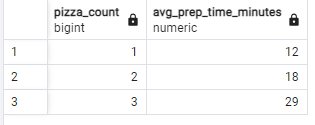 pizza_count avg_prep_time_minutes
bigint numeric
1 1 12
2 2 18
3 3 29